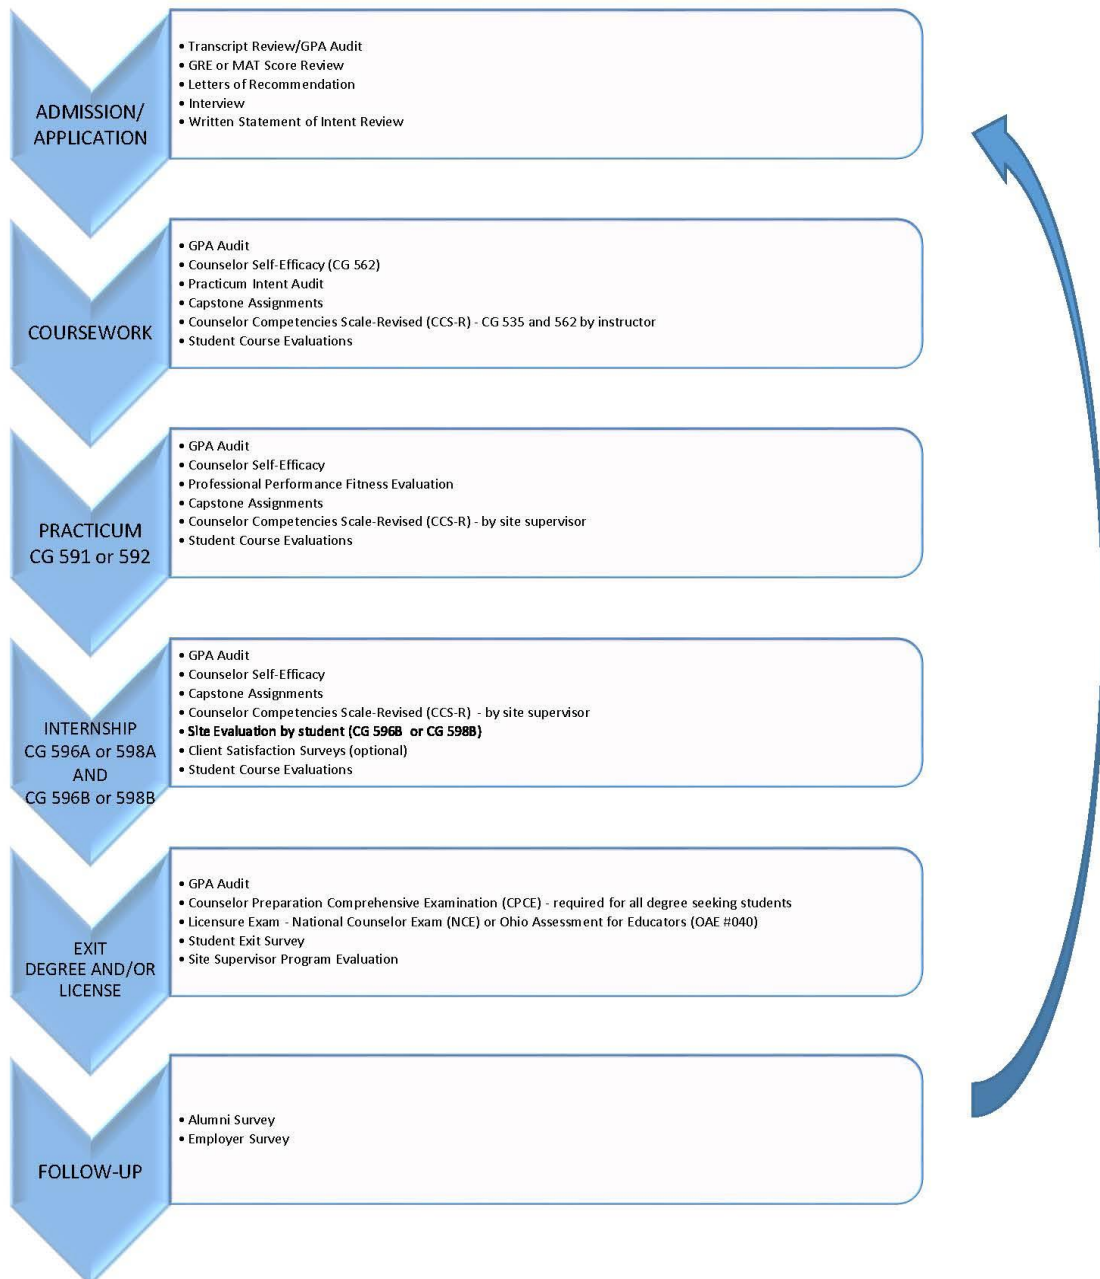 ADMISSION/
APPLICATION
• Transcript Review/GPA Audit
• GRE or MAT Score Review
• Letters of Recommendation
• Interview
• Written Statement of Intent Review
COURSEWORK
• GPA Audit
• Counselor Self-Efficacy (CG 562)
• Practicum Intent Audit
• Capstone Assignments
• Counselor Competencies Scale-Revised (CCS-R) - CG 535 and 562 by instructor
• Student Course Evaluations
PRACTICUM
CG 591 or 592
• GPA Audit
• Counselor Self-Efficacy
• Professional Performance Fitness Evaluation
• Capstone Assignments
• Counselor Competencies Scale-Revised (CCS-R) - by site supervisor
• Student Course Evaluations
INTERNSHIP
CG 596A or 598A
AND
CG 596B or 598B
• GPA Audit
• Counselor Self-Efficacy
• Capstone Assignments
• Counselor Competencies Scale-Revised (CCS-R) - by site supervisor
• Site Evaluation by student (CG 596B or CG 598B)
• Client Satisfaction Surveys (optional)
• Student Course Evaluations
EXIT
DEGREE AND/OR
LICENSE
• GPA Audit
• Counselor Preparation Comprehensive Examination (CPCE) - required for all degree seeking students
• Licensure Exam - National Counselor Exam (NCE) or Ohio Assessment for Educators (OAE #040)
• Student Exit Survey
• Site Supervisor Program Evaluation
FOLLOW-UP
• Alumni Survey
• Employer Survey